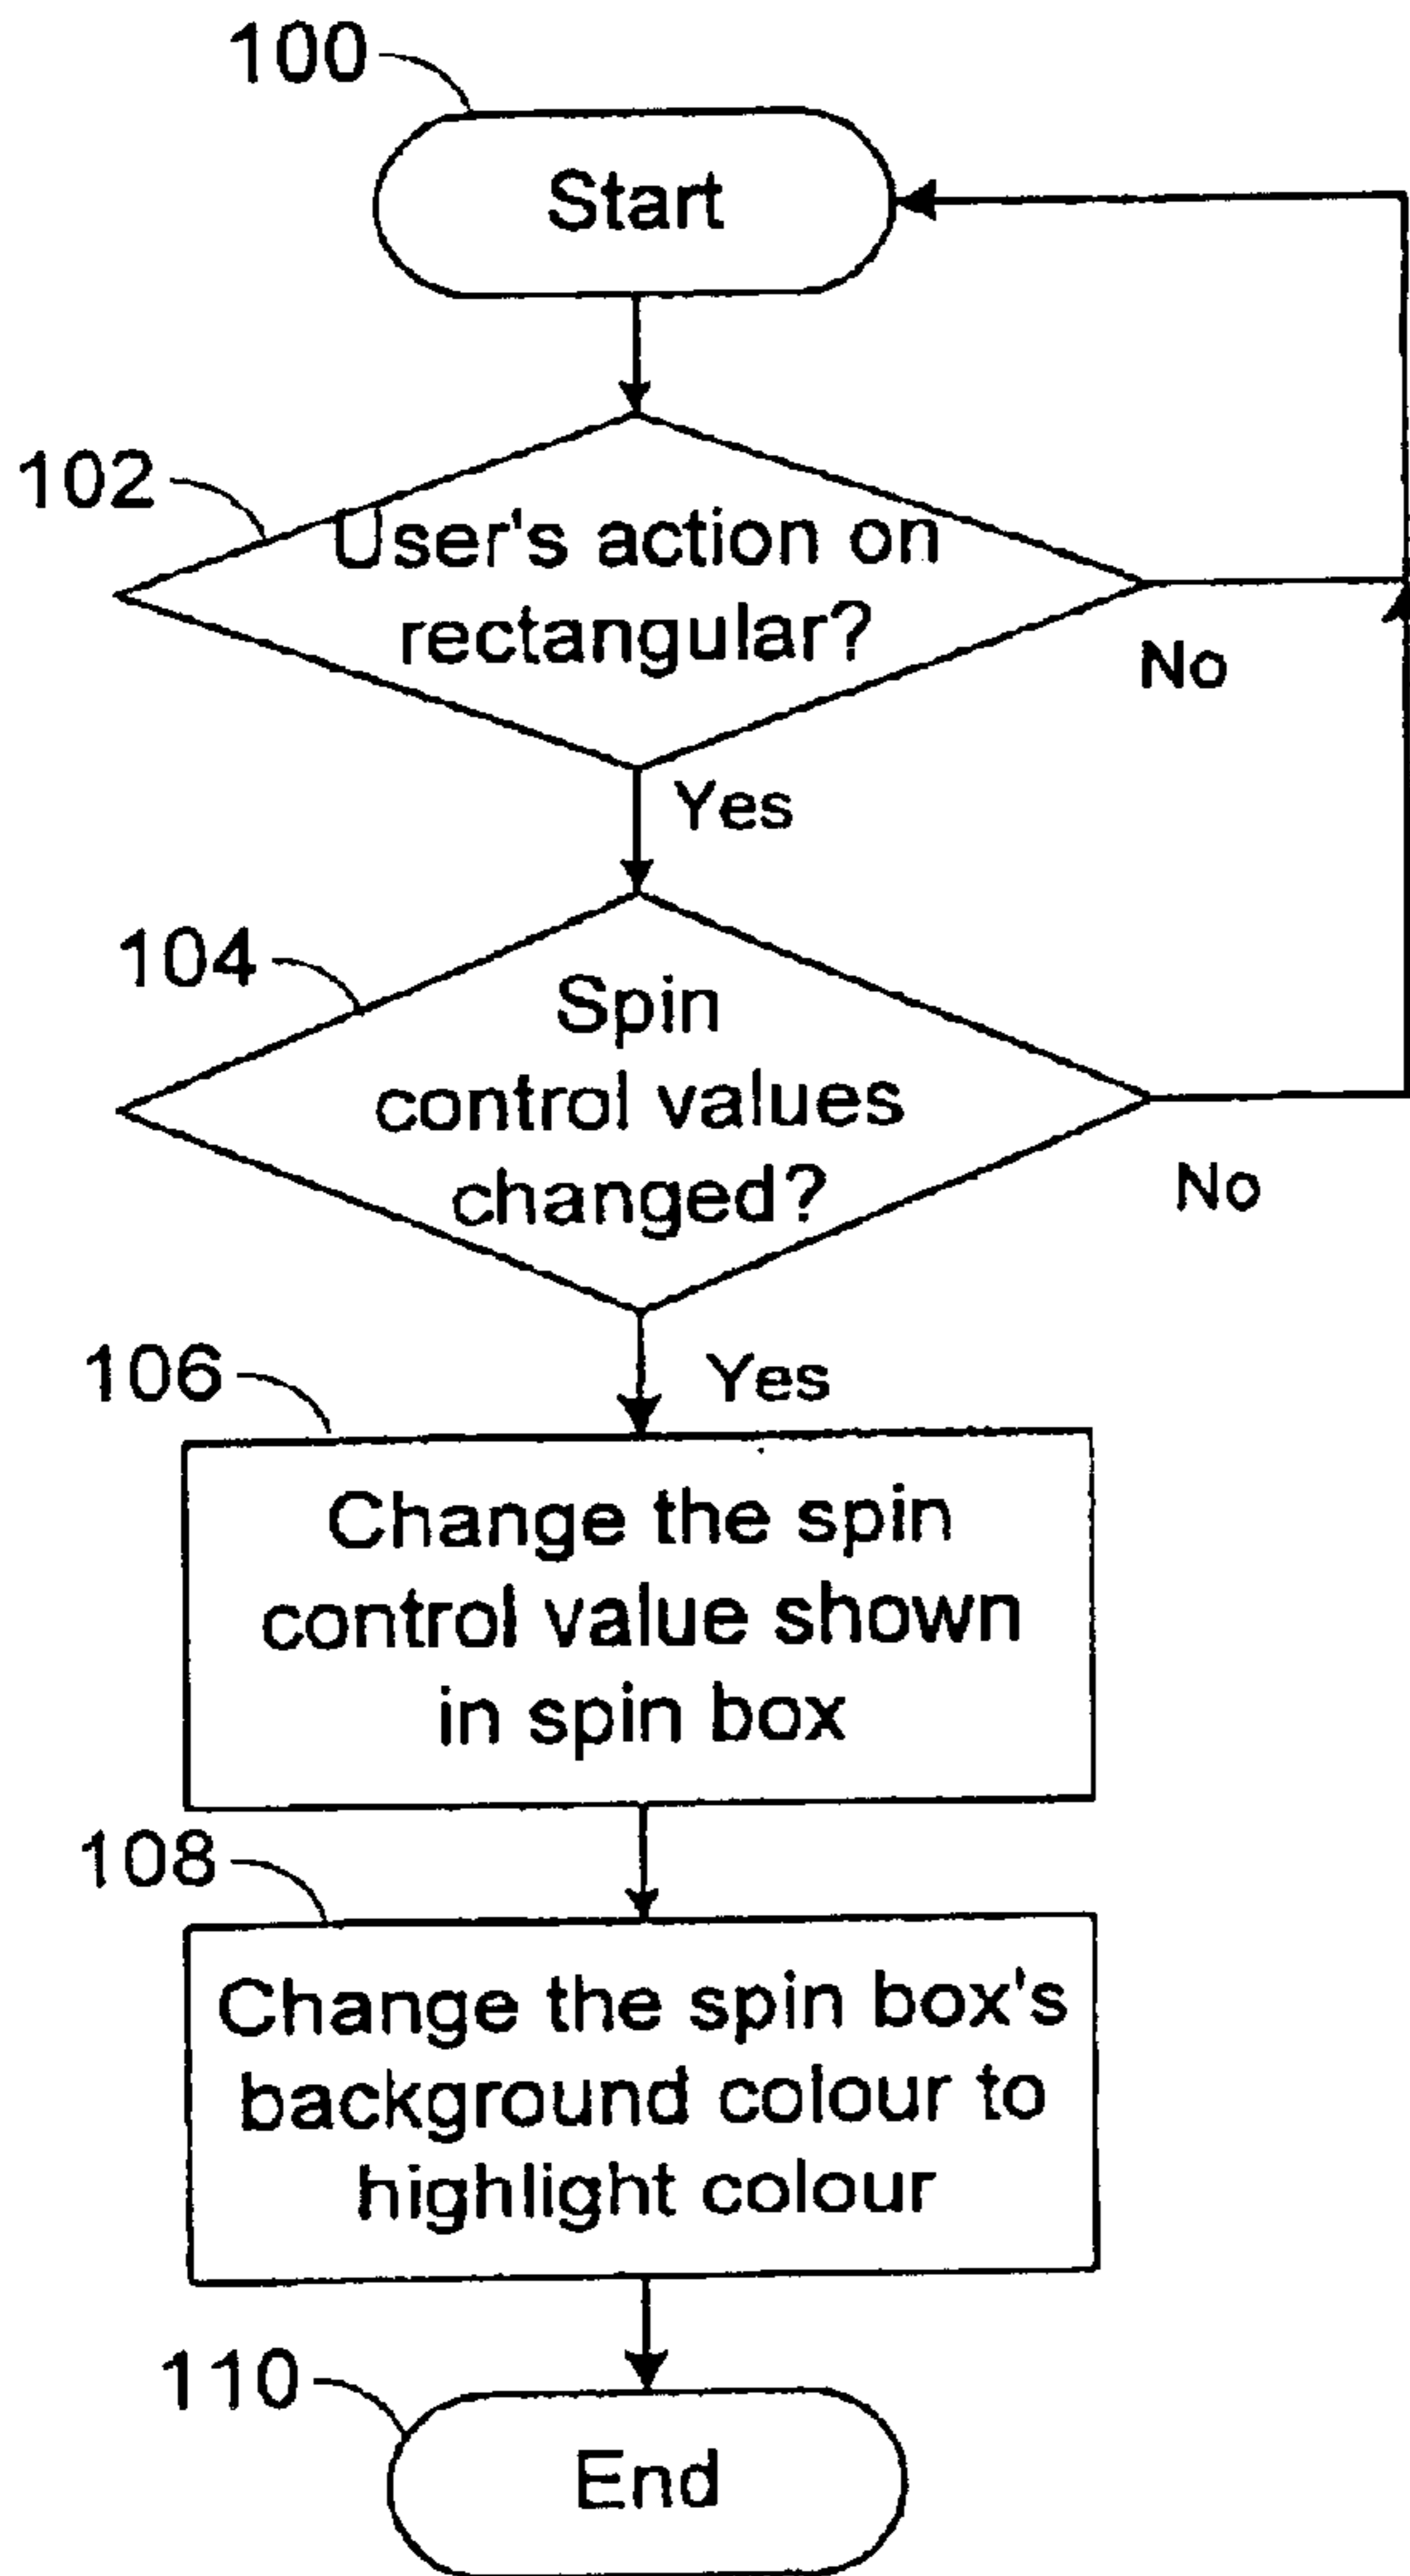 100
Start
102
User's action on
rectangular?
No
Yes
104
Spin
control values
changed?
No
Yes
106
Change the spin
control value shown
in spin box
108
Change the spin box's
background colour to
highlight colour
110
End